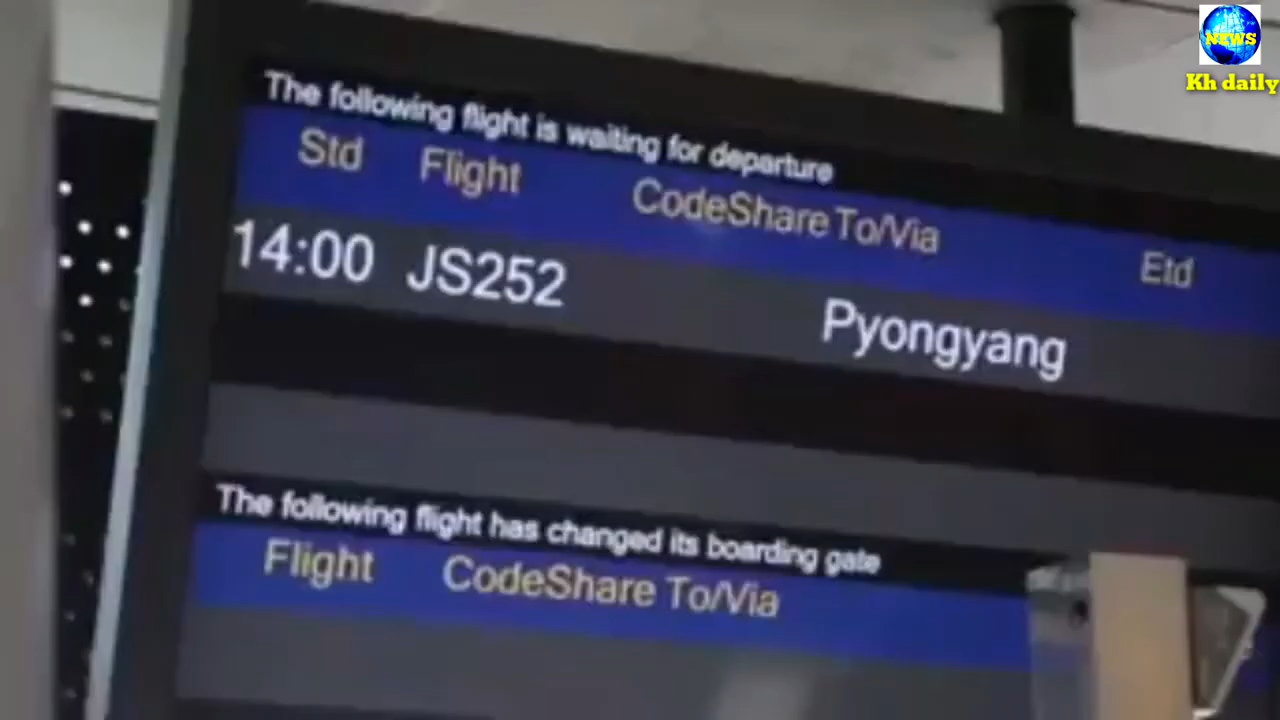 NEWS
Kh daily
The following flight is waiting for departure
Std Flight CodeShare To/Via Etd
14:00 JS252 Pyongyang
The following flight has changed its boarding gate
Flight CodeShare To/Via